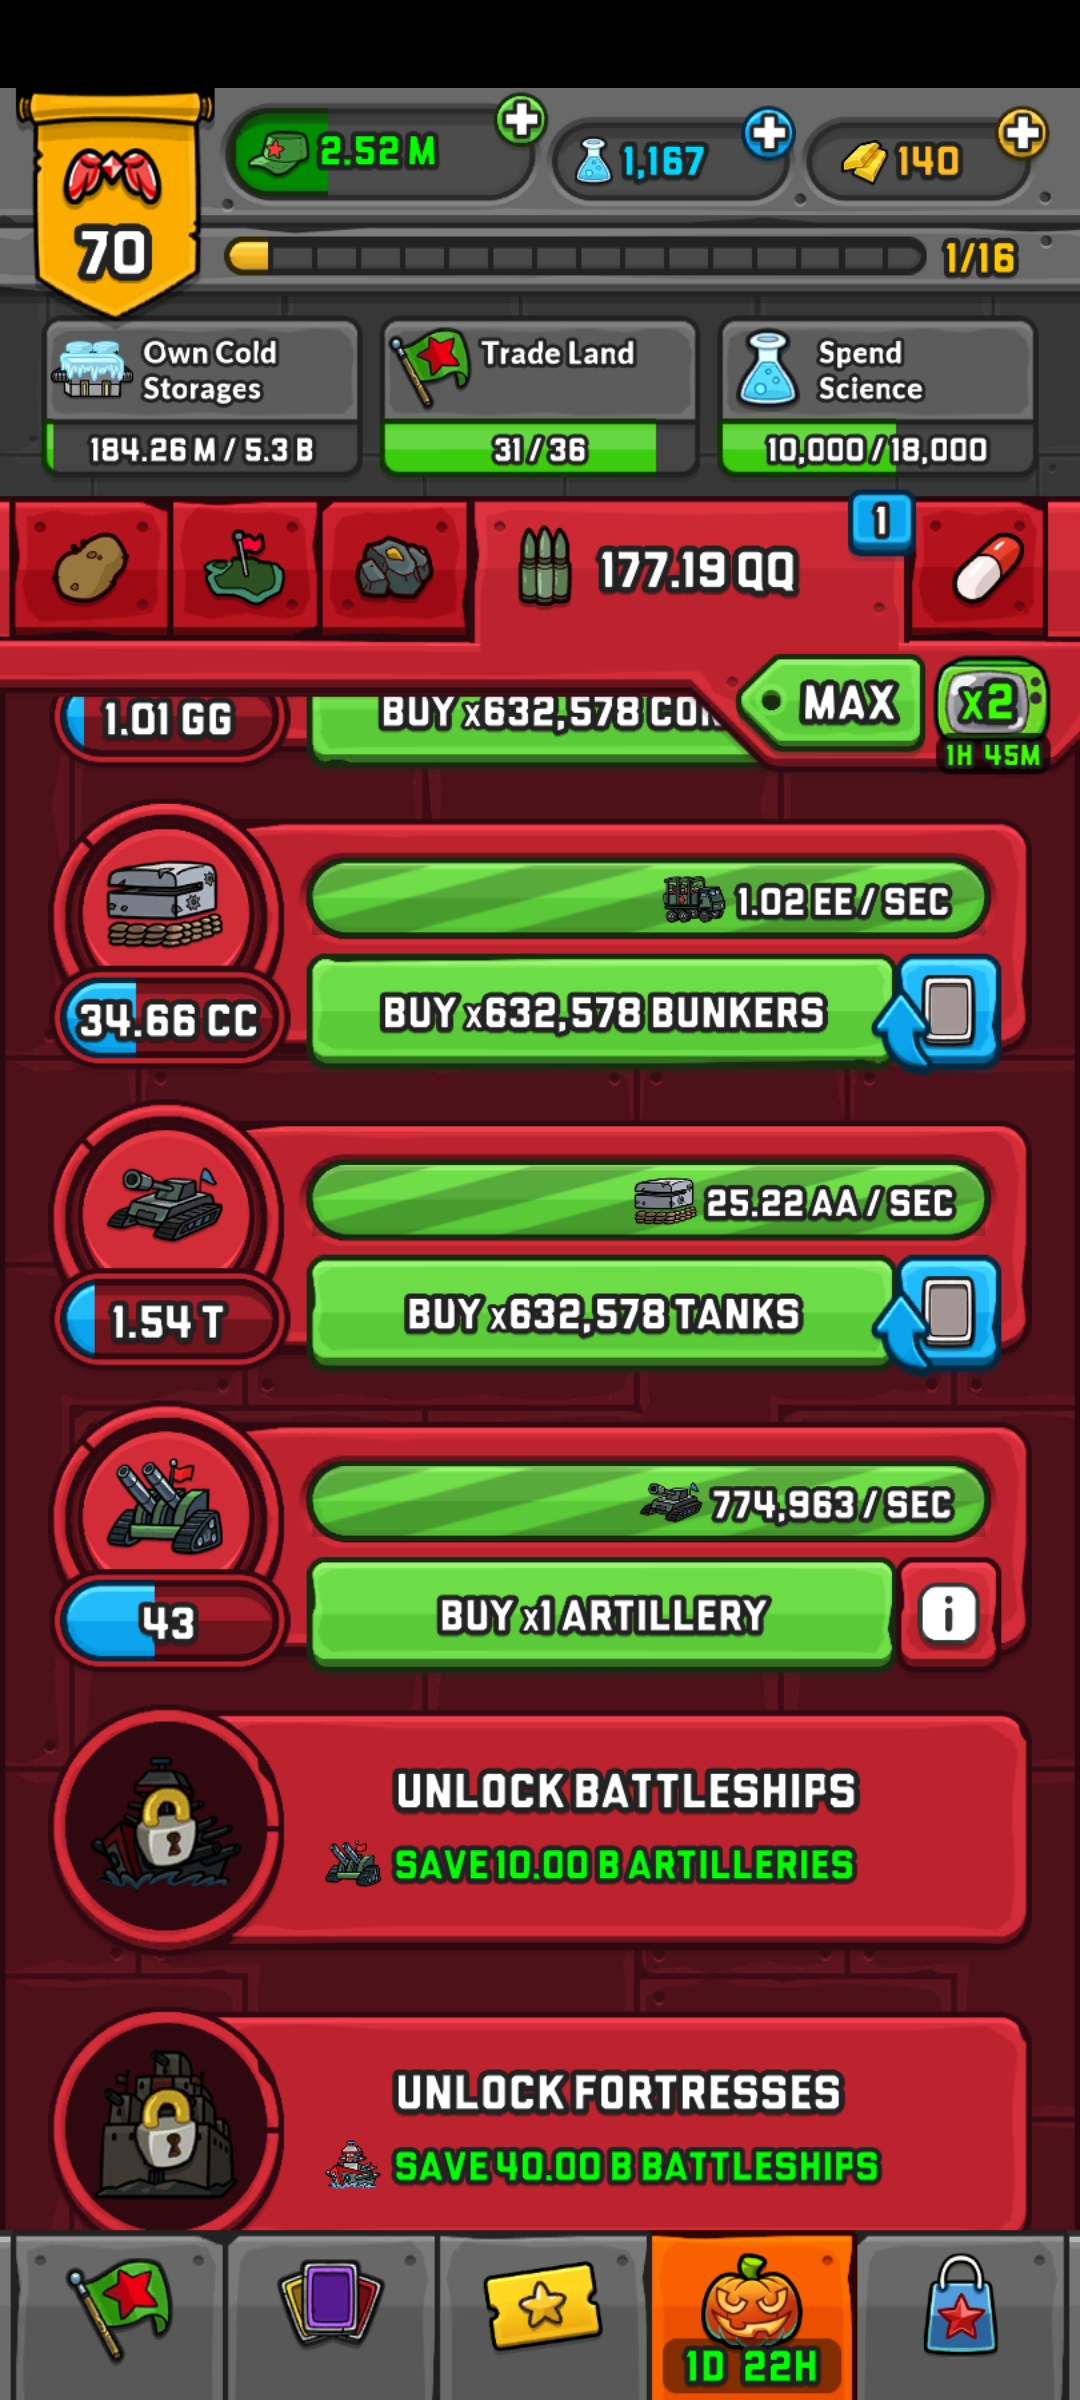 70
2.52 M
1,167
140
1/16
Own Cold
Storages
184.26 M / 5.3 B
Trade Land
31 / 36
Spend
Science
10,000 / 18,000
177.19 QQ
1
MAX
x2
1H 45M
1.01 GG
BUY x632,578
1.02 EE / SEC
34.66 CC
BUY x632,578 BUNKERS
25.22 AA / SEC
1.54 T
BUY x632,578 TANKS
774,963 / SEC
43
BUY x1 ARTILLERY
i
UNLOCK BATTLESHIPS
SAVE 10.00 B ARTILLERIES
UNLOCK FORTRESSES
SAVE 40.00 B BATTLESHIPS
1D 22H